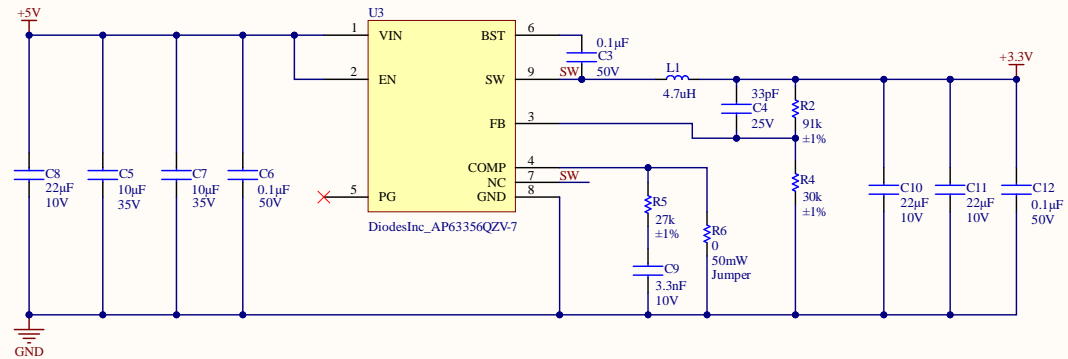 +5V
U3
1
VIN
BST
6
0.1µF
C3
50V
2
EN
SW
9
SW
L1
4.7uH
+3.3V
FB
3
33pF
C4
25V
R2
91k
±1%
COMP
4
NC
7
SW
GND
8
5
PG
DiodesInc_AP63356QZV-7
C8
22µF
10V
C5
10µF
35V
C7
10µF
35V
C6
0.1µF
50V
R5
27k
±1%
R6
0
50mW
Jumper
C9
3.3nF
10V
R4
30k
±1%
C10
22µF
10V
C11
22µF
10V
C12
0.1µF
50V
GND